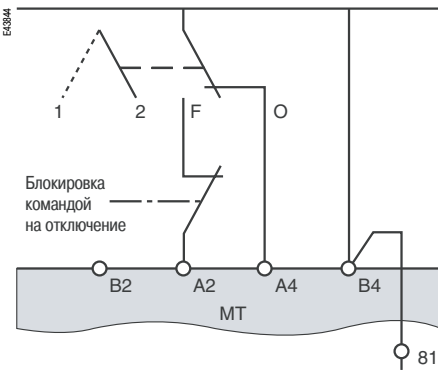 E43844
1 2 F O
Блокировка
командой
на отключение
B2 A2 A4 B4
MT
81